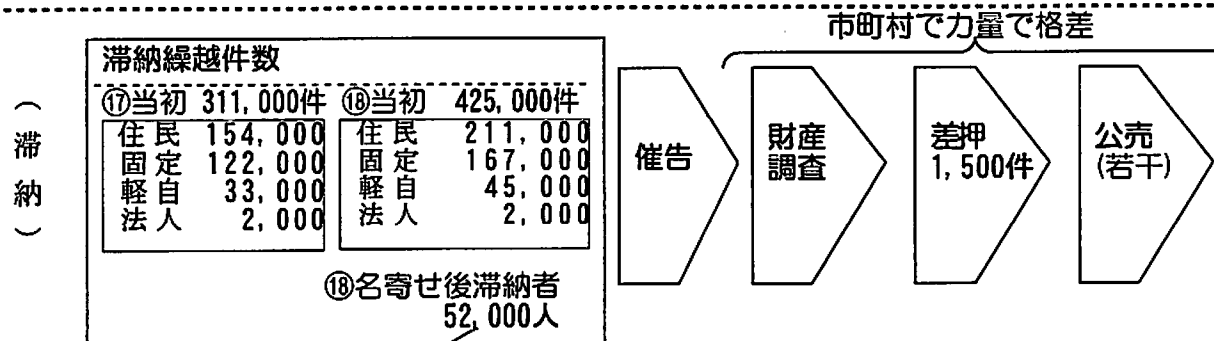 市町村で力量で格差
(滞納)
滞納繰越件数
⑰当初 311,000件 ⑱当初 425,000件
住民 154,000 住民 211,000
固定 122,000 固定 167,000
軽自 33,000 軽自 45,000
法人 2,000 法人 2,000
⑱名寄せ後滞納者
52,000人
催告
財産
調査
差押
1,500件
公売
(若干)